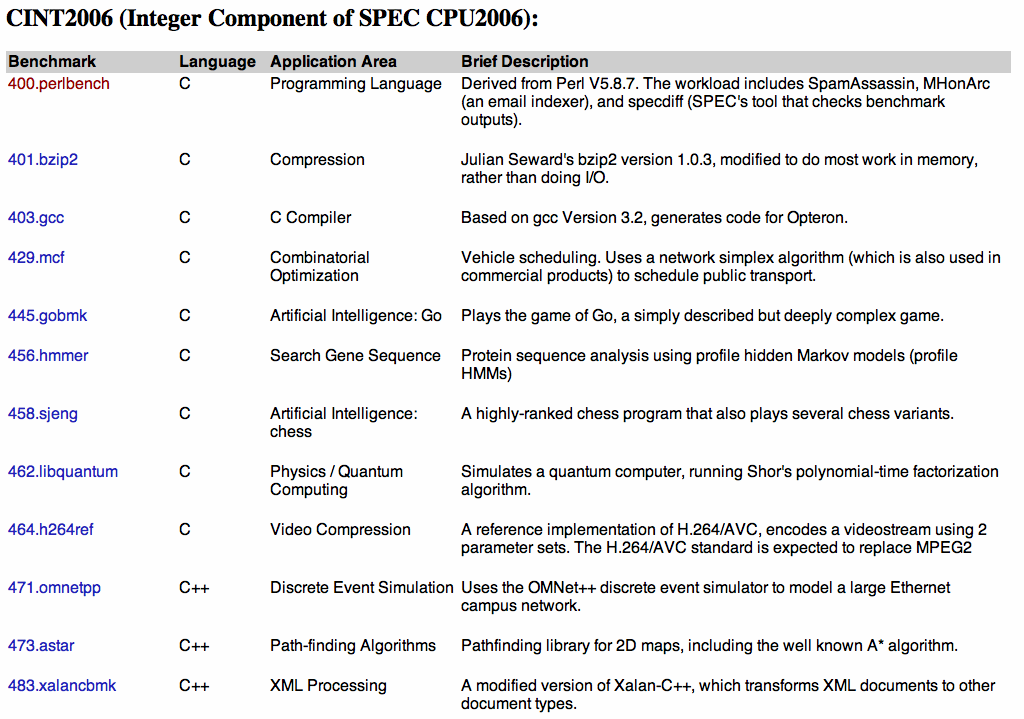 CINT2006 (Integer Component of SPEC CPU2006):
Benchmark Language Application Area Brief Description
400.perlbench C Programming Language Derived from Perl V5.8.7. The workload includes SpamAssassin, MHonArc
(an email indexer), and specdiff (SPEC's tool that checks benchmark
outputs).
401.bzip2 C Compression Julian Seward's bzip2 version 1.0.3, modified to do most work in memory,
rather than doing I/O.
403.gcc C C Compiler Based on gcc Version 3.2, generates code for Opteron.
429.mcf C Combinatorial Vehicle scheduling. Uses a network simplex algorithm (which is also used in
Optimization commercial products) to schedule public transport.
445.gobmk C Artificial Intelligence: Go Plays the game of Go, a simply described but deeply complex game.
456.hmmer C Search Gene Sequence Protein sequence analysis using profile hidden Markov models (profile
HMMs)
458.sjeng C Artificial Intelligence: A highly-ranked chess program that also plays several chess variants.
chess
462.libquantum C Physics / Quantum Simulates a quantum computer, running Shor's polynomial-time factorization
Computing algorithm.
464.h264ref C Video Compression A reference implementation of H.264/AVC, encodes a videostream using 2
parameter sets. The H.264/AVC standard is expected to replace MPEG2
471.omnetpp C++ Discrete Event Simulation Uses the OMNet++ discrete event simulator to model a large Ethernet
campus network.
473.astar C++ Path-finding Algorithms Pathfinding library for 2D maps, including the well known A* algorithm.
483.xalancbmk C++ XML Processing A modified version of Xalan-C++, which transforms XML documents to other
document types.